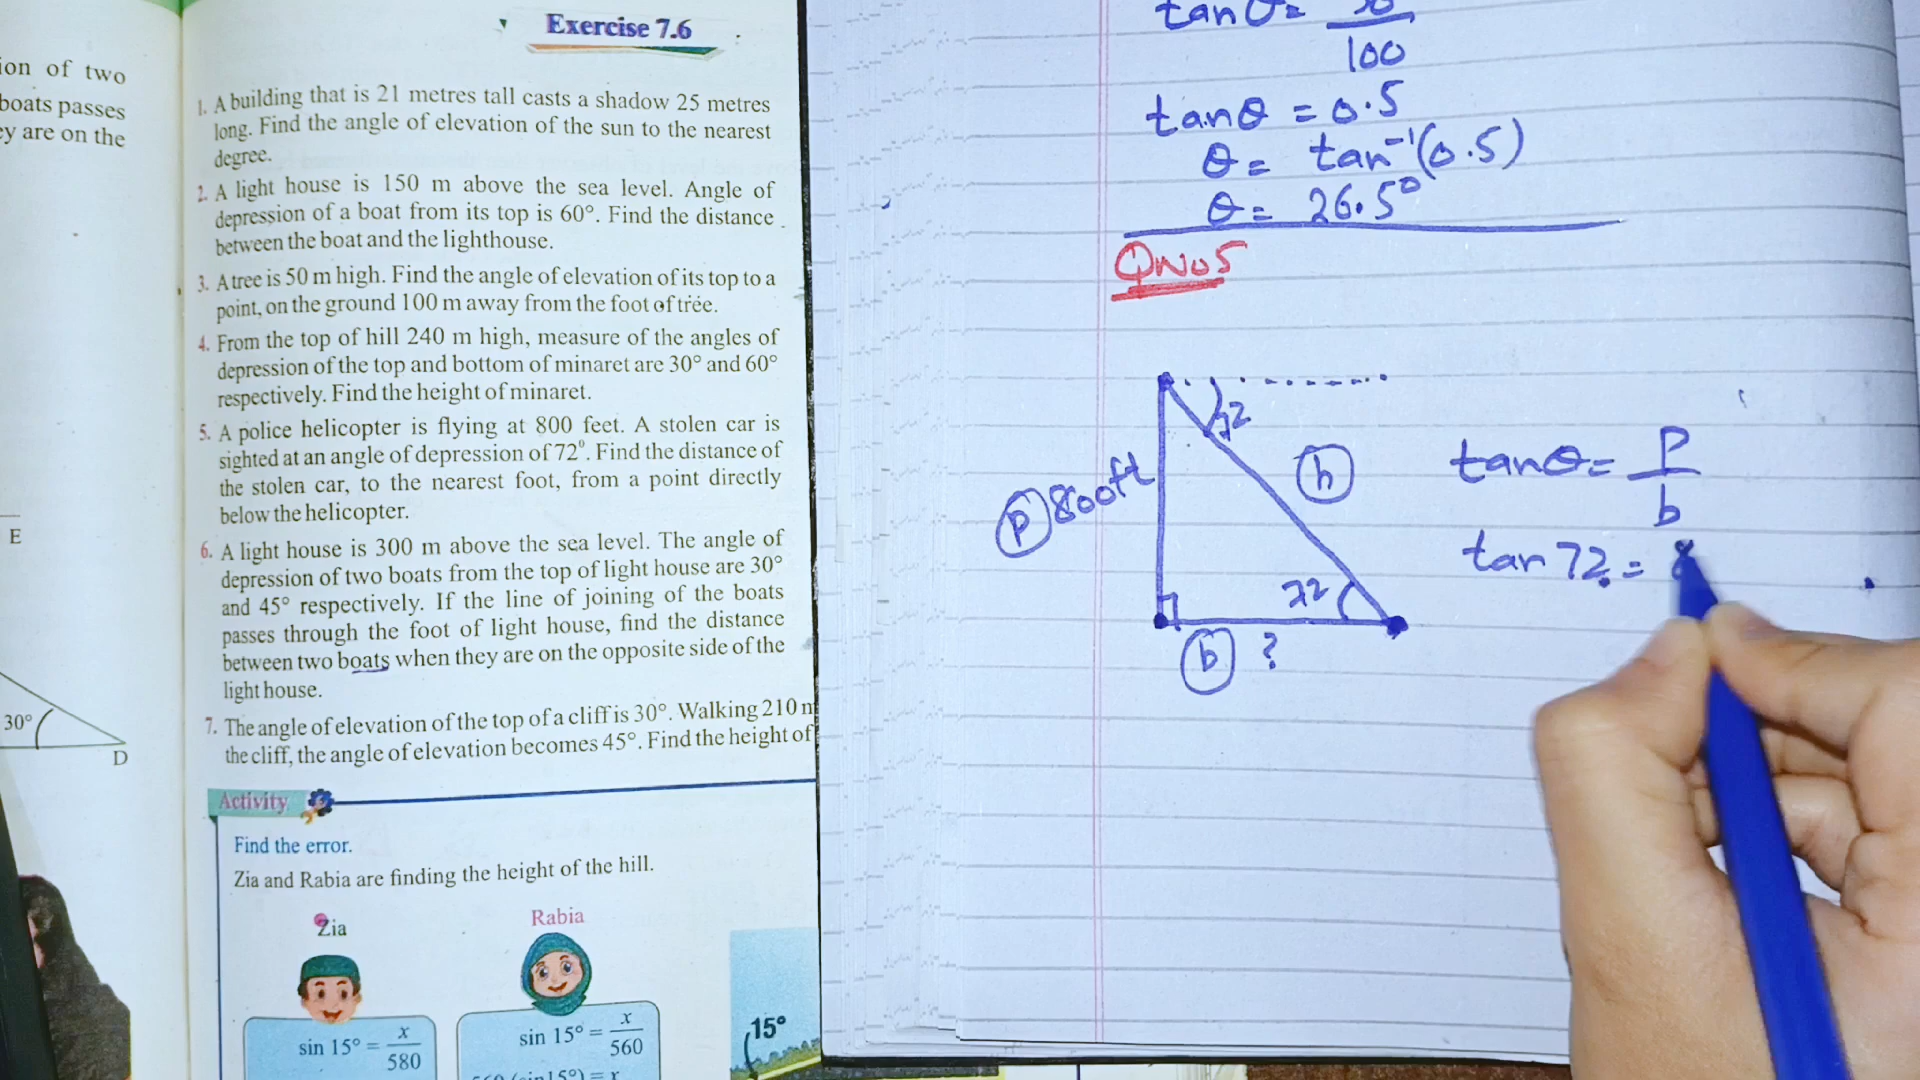 ion of two
boats passes
ey are on the
E
30°
D
Exercise 7.6
1. A building that is 21 metres tall casts a shadow 25 metres
long. Find the angle of elevation of the sun to the nearest
degree.
2. A light house is 150 m above the sea level. Angle of
depression of a boat from its top is 60°. Find the distance
between the boat and the lighthouse.
3. A tree is 50 m high. Find the angle of elevation of its top to a
point, on the ground 100 m away from the foot of tree.
4. From the top of hill 240 m high, measure of the angles of
depression of the top and bottom of minaret are 30° and 60°
respectively. Find the height of minaret.
5. A police helicopter is flying at 800 feet. A stolen car is
sighted at an angle of depression of 72°. Find the distance of
the stolen car, to the nearest foot, from a point directly
below the helicopter.
6. A light house is 300 m above the sea level. The angle of
depression of two boats from the top of light house are 30°
and 45° respectively. If the line of joining of the boats
passes through the foot of light house, find the distance
between two boats when they are on the opposite side of the
light house.
7. The angle of elevation of the top of a cliff is 30°. Walking 210 m
the cliff, the angle of elevation becomes 45°. Find the height of
Activity
Find the error.
Zia and Rabia are finding the height of the hill.
Zia
Rabia
sin 15° = x/580
sin 15° = x/560
560 (sin15°) = x
15°
tanθ = 50/100
tanθ = 0.5
θ = tan⁻¹(0.5)
θ = 26.5°
QNo5
72
P 800ft
h
72
b ?
tanθ = P/b
tan 72 = 8